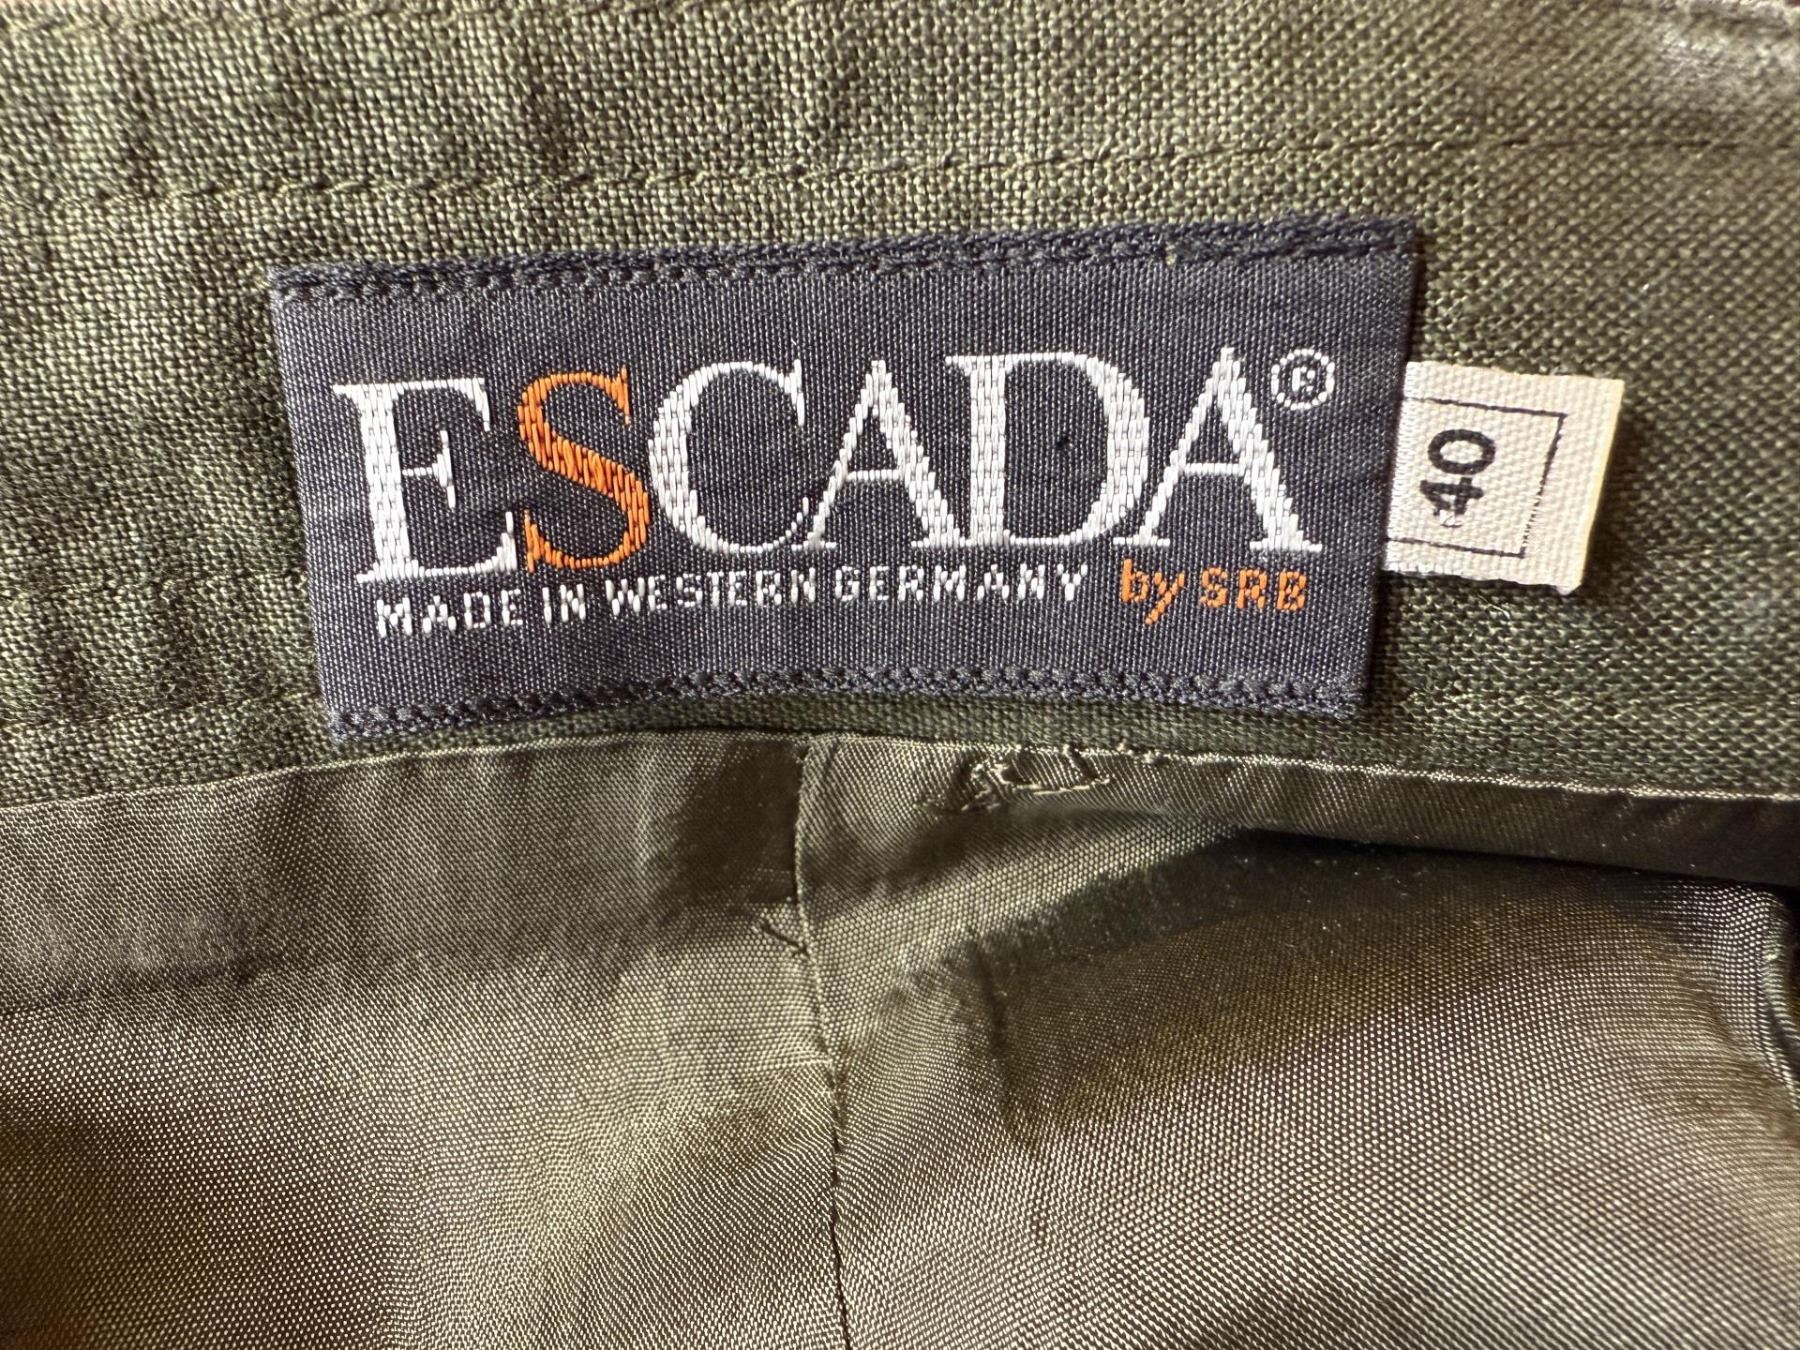 ESCADA®
MADE IN WESTERN GERMANY by SRB
40